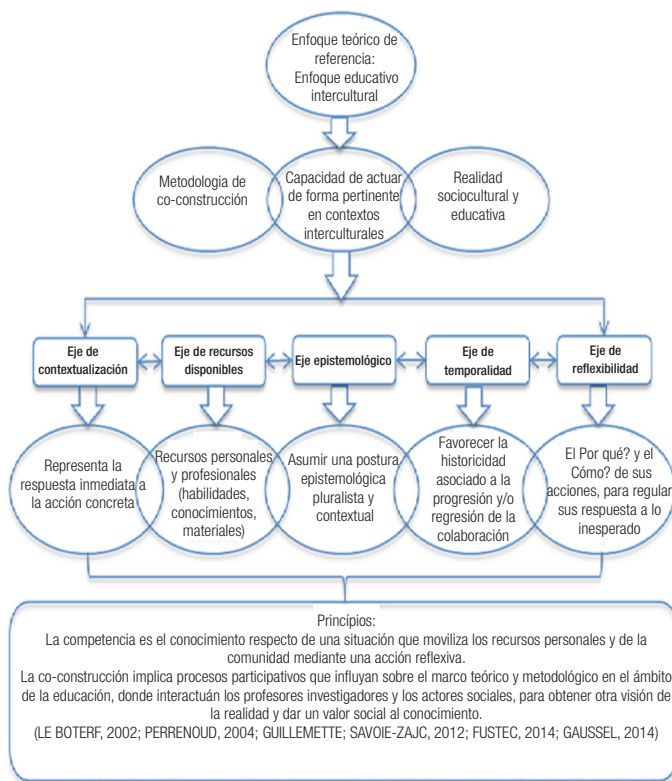 Enfoque teórico de
referencia:
Enfoque educativo
intercultural
Metodologia de
co-construcción
Capacidad de actuar
de forma pertinente
en contextos
interculturales
Realidad
sociocultural y
educativa
Eje de
contextualización
Eje de recursos
disponibles
Eje epistemológico
Eje de
temporalidad
Eje de
reflexibilidad
Representa la
respuesta inmediata a
la acción concreta
Recursos personales
y profesionales
(habilidades,
conocimientos,
materiales)
Asumir una postura
epistemológica
pluralista y
contextual
Favorecer la
historicidad
asociado a la
progresión y/o
regresión de la
colaboración
El Por qué? y el
Cómo? de sus
acciones, para regular
sus respuesta a lo
inesperado
Princípios:
La competencia es el conocimiento respecto de una situación que moviliza los recursos personales y de la
comunidad mediante una acción reflexiva.
La co-construcción implica procesos participativos que influyan sobre el marco teórico y metodológico en el ámbito
de la educación, donde interactuán los profesores investigadores y los actores sociales, para obtener otra visión de
la realidad y dar un valor social al conocimiento.
(LE BOTERF, 2002; PERRENOUD, 2004; GUILLEMETTE; SAVOIE-ZAJC, 2012; FUSTEC, 2014; GAUSSEL, 2014)